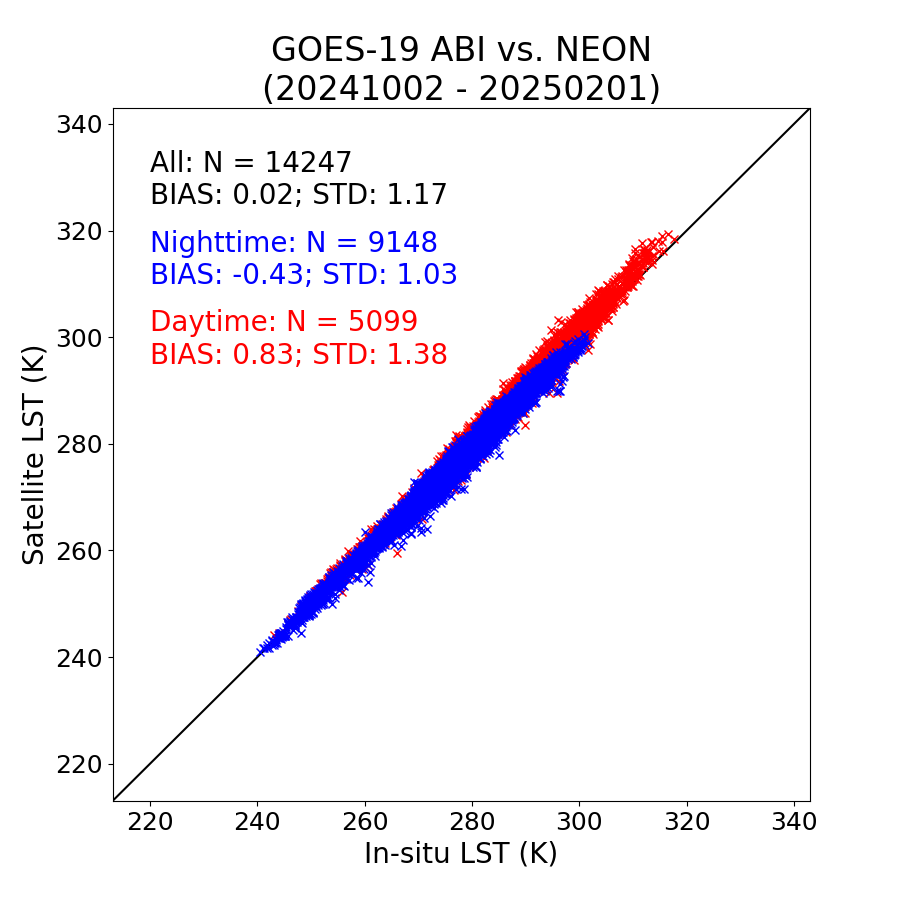 GOES-19 ABI vs. NEON
(20241002 - 20250201)
340
320
300
280
260
240
220
All: N = 14247
BIAS: 0.02; STD: 1.17
Nighttime: N = 9148
BIAS: -0.43; STD: 1.03
Daytime: N = 5099
BIAS: 0.83; STD: 1.38
Satellite LST (K)
220 240 260 280 300 320 340
In-situ LST (K)